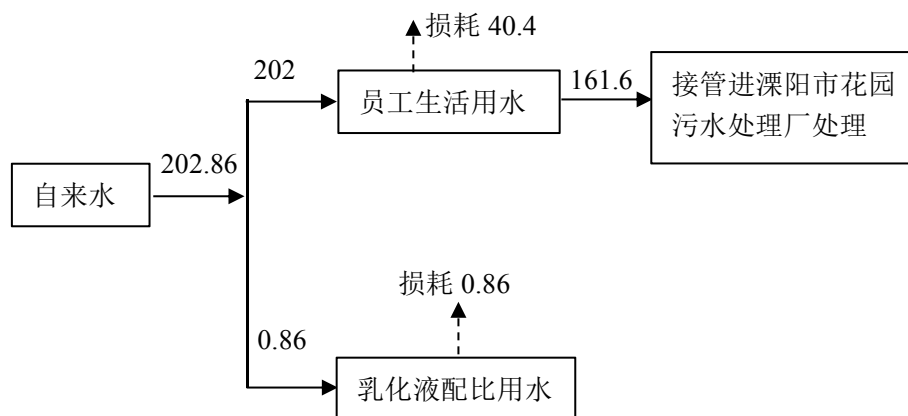 损耗 40.4
202
员工生活用水
161.6
接管进溧阳市花园
污水处理厂处理
202.86
自来水
损耗 0.86
0.86
乳化液配比用水